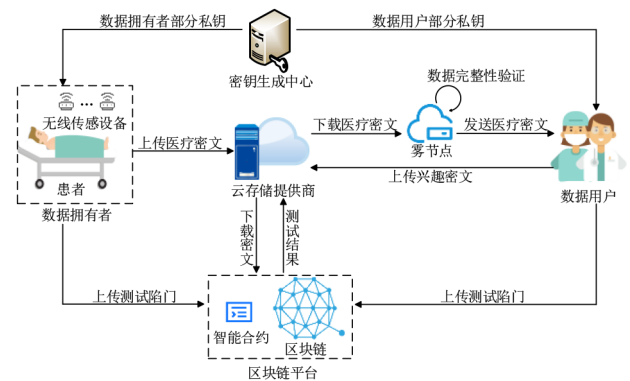 数据拥有者部分私钥
数据用户部分私钥
密钥生成中心
数据完整性验证
无线传感设备
下载医疗密文
发送医疗密文
上传医疗密文
雾节点
患者
云存储提供商
上传兴趣密文
数据用户
数据拥有者
下载密文
测试结果
上传测试陷门
上传测试陷门
智能合约
区块链
区块链平台